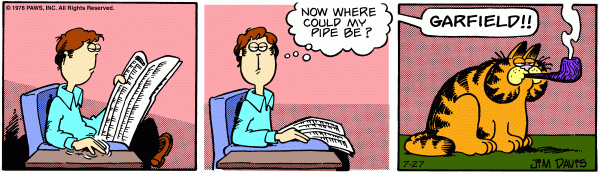 © 1978 PAWS, INC. All Rights Reserved.
NOW WHERE
COULD MY
PIPE BE?
GARFIELD!!
7-27
JIM DAVIS